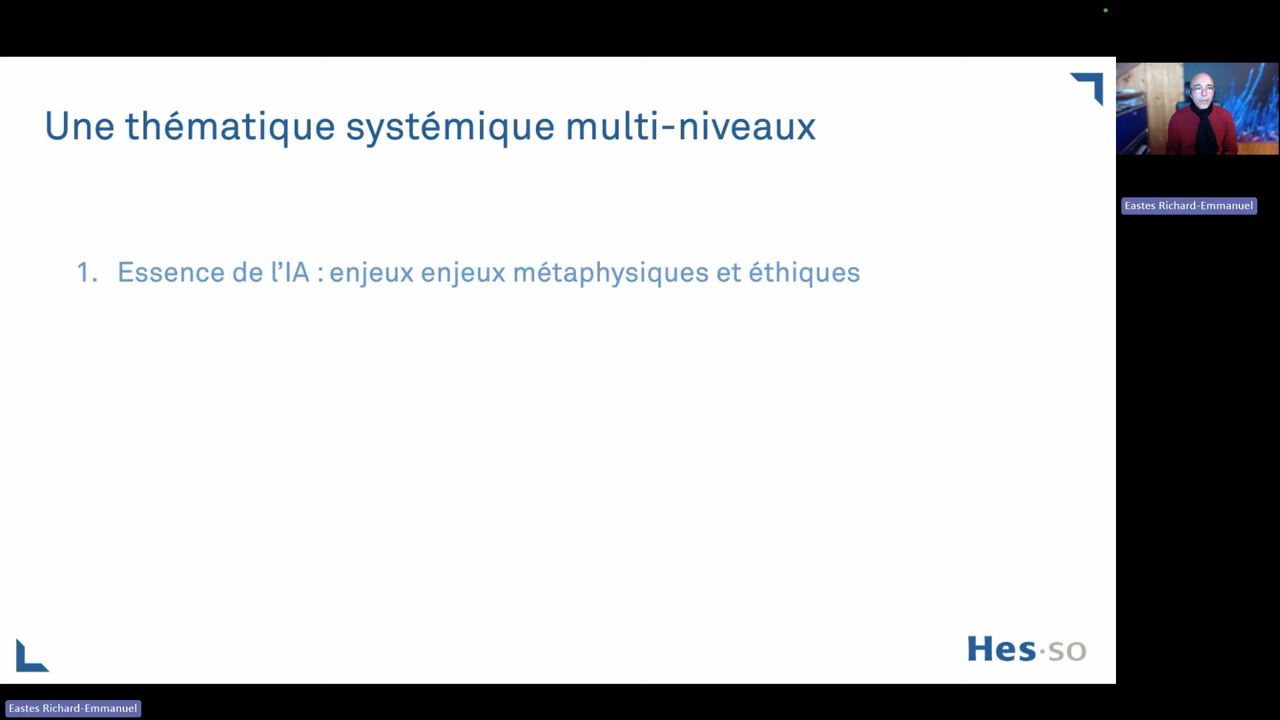 Une thématique systémique multi-niveaux
Eastes Richard-Emmanuel
1. Essence de l'IA : enjeux enjeux métaphysiques et éthiques
Hes·so
Eastes Richard-Emmanuel